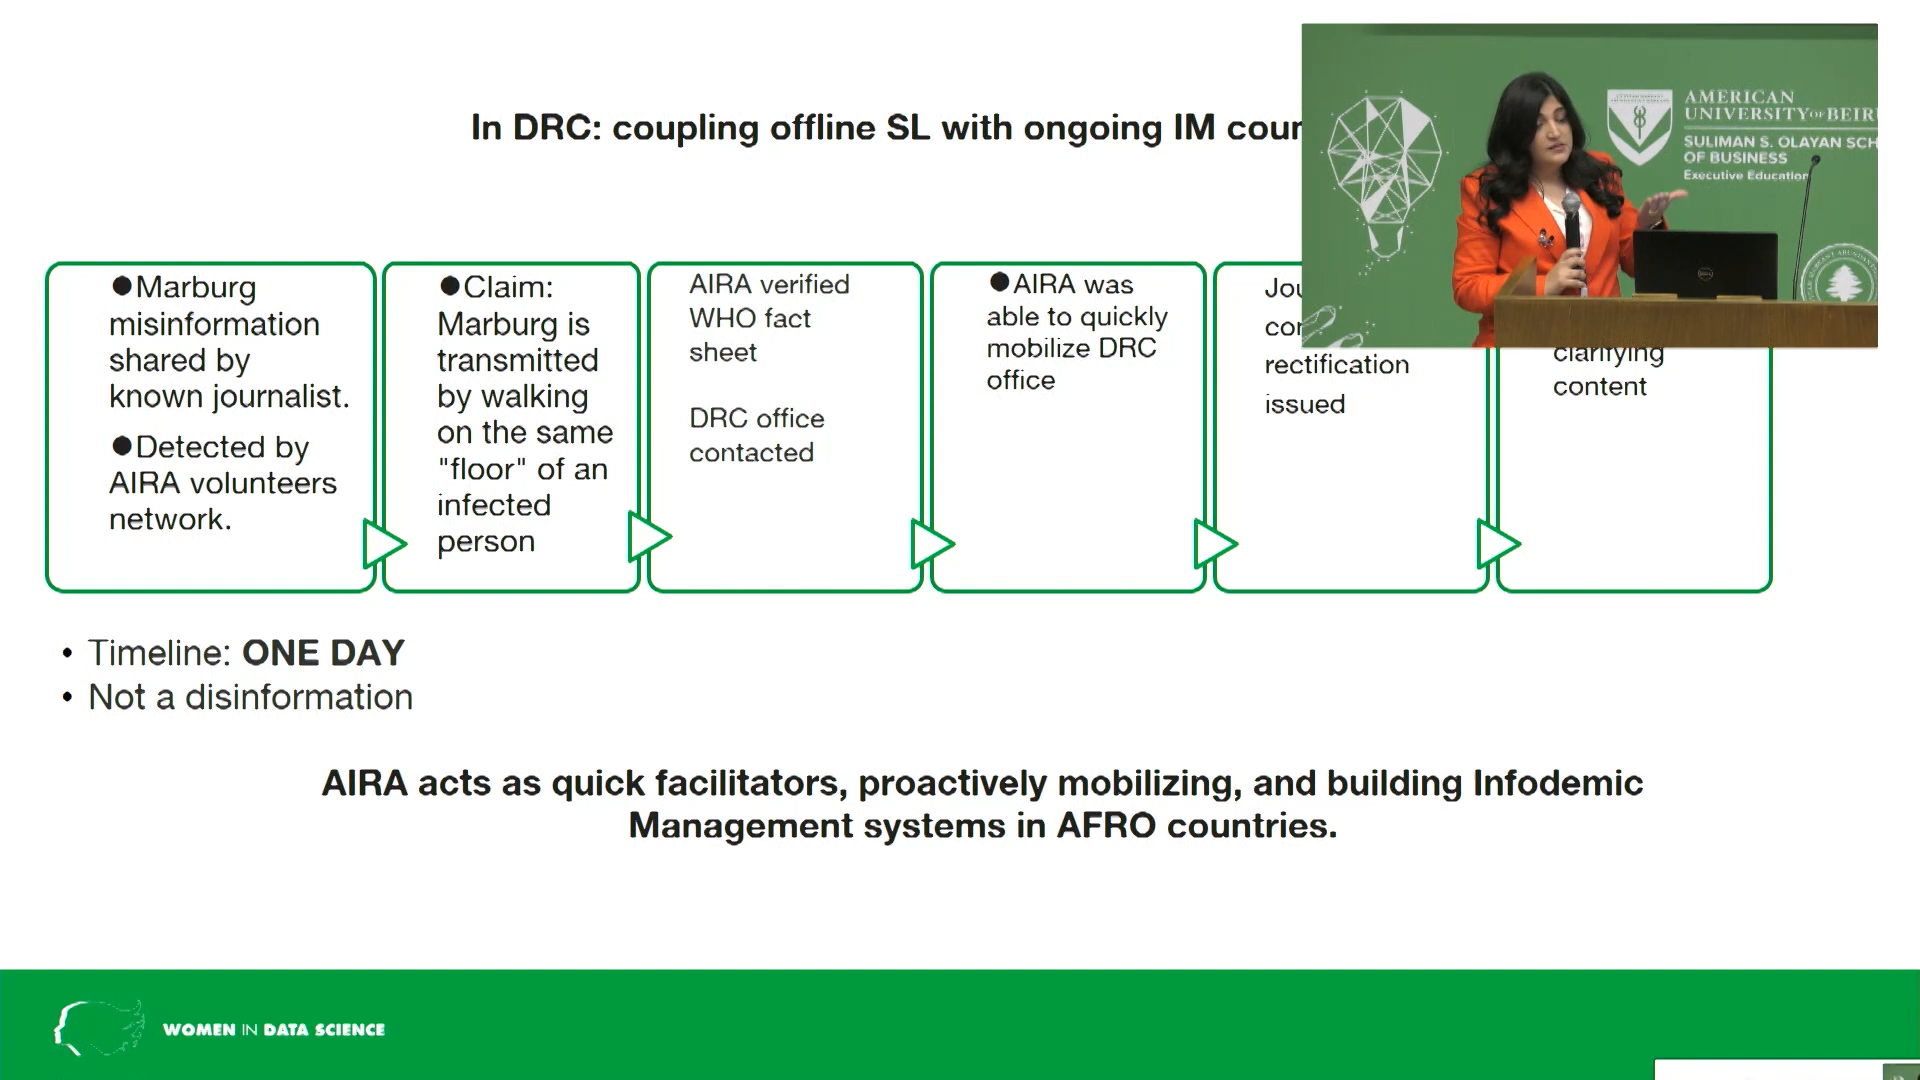 In DRC: coupling offline SL with ongoing IM
AMERICAN
UNIVERSITY OF
SULIMAN S. OLAYAN
OF BUSINESS
Executive Education
●Marburg
misinformation
shared by
known journalist.
●Detected by
AIRA volunteers
network.
●Claim:
Marburg is
transmitted
by walking
on the same
"floor" of an
infected
person
AIRA verified
WHO fact
sheet
DRC office
contacted
●AIRA was
able to quickly
mobilize DRC
office
rectification
issued
clarifying
content
• Timeline: ONE DAY
• Not a disinformation
AIRA acts as quick facilitators, proactively mobilizing, and building Infodemic
Management systems in AFRO countries.
WOMEN IN DATA SCIENCE